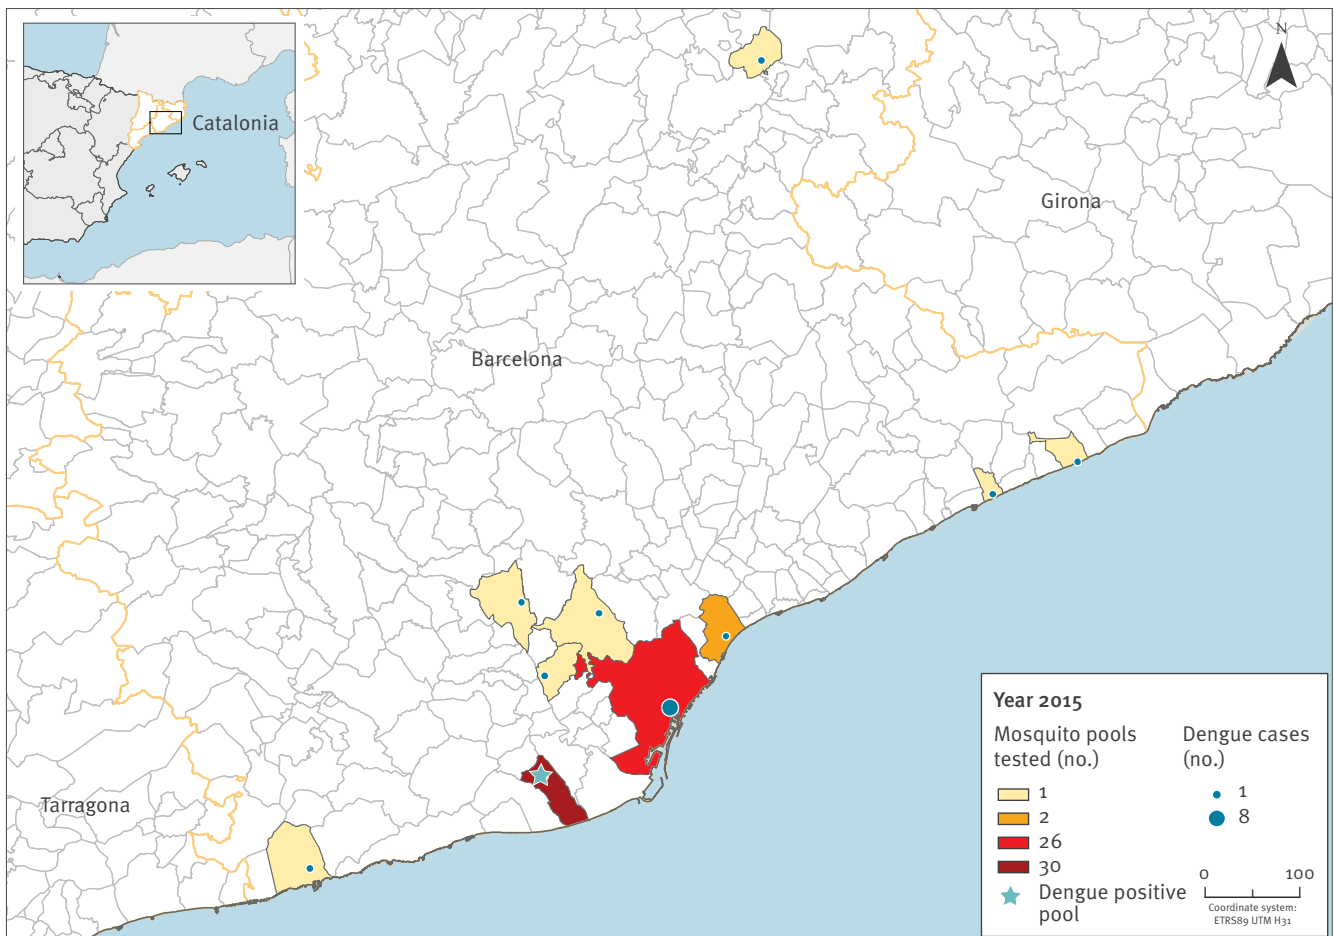 N
Catalonia
Girona
Barcelona
Tarragona
Year 2015
Mosquito pools
tested (no.)
1
2
26
30
Dengue positive
pool
Dengue cases
(no.)
1
8
0 100
Coordinate system:
ETRS89 UTM H31